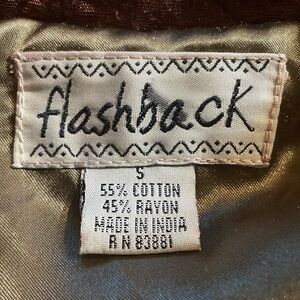 flashback
S
55% COTTON
45% RAYON
MADE IN INDIA
R N 83881